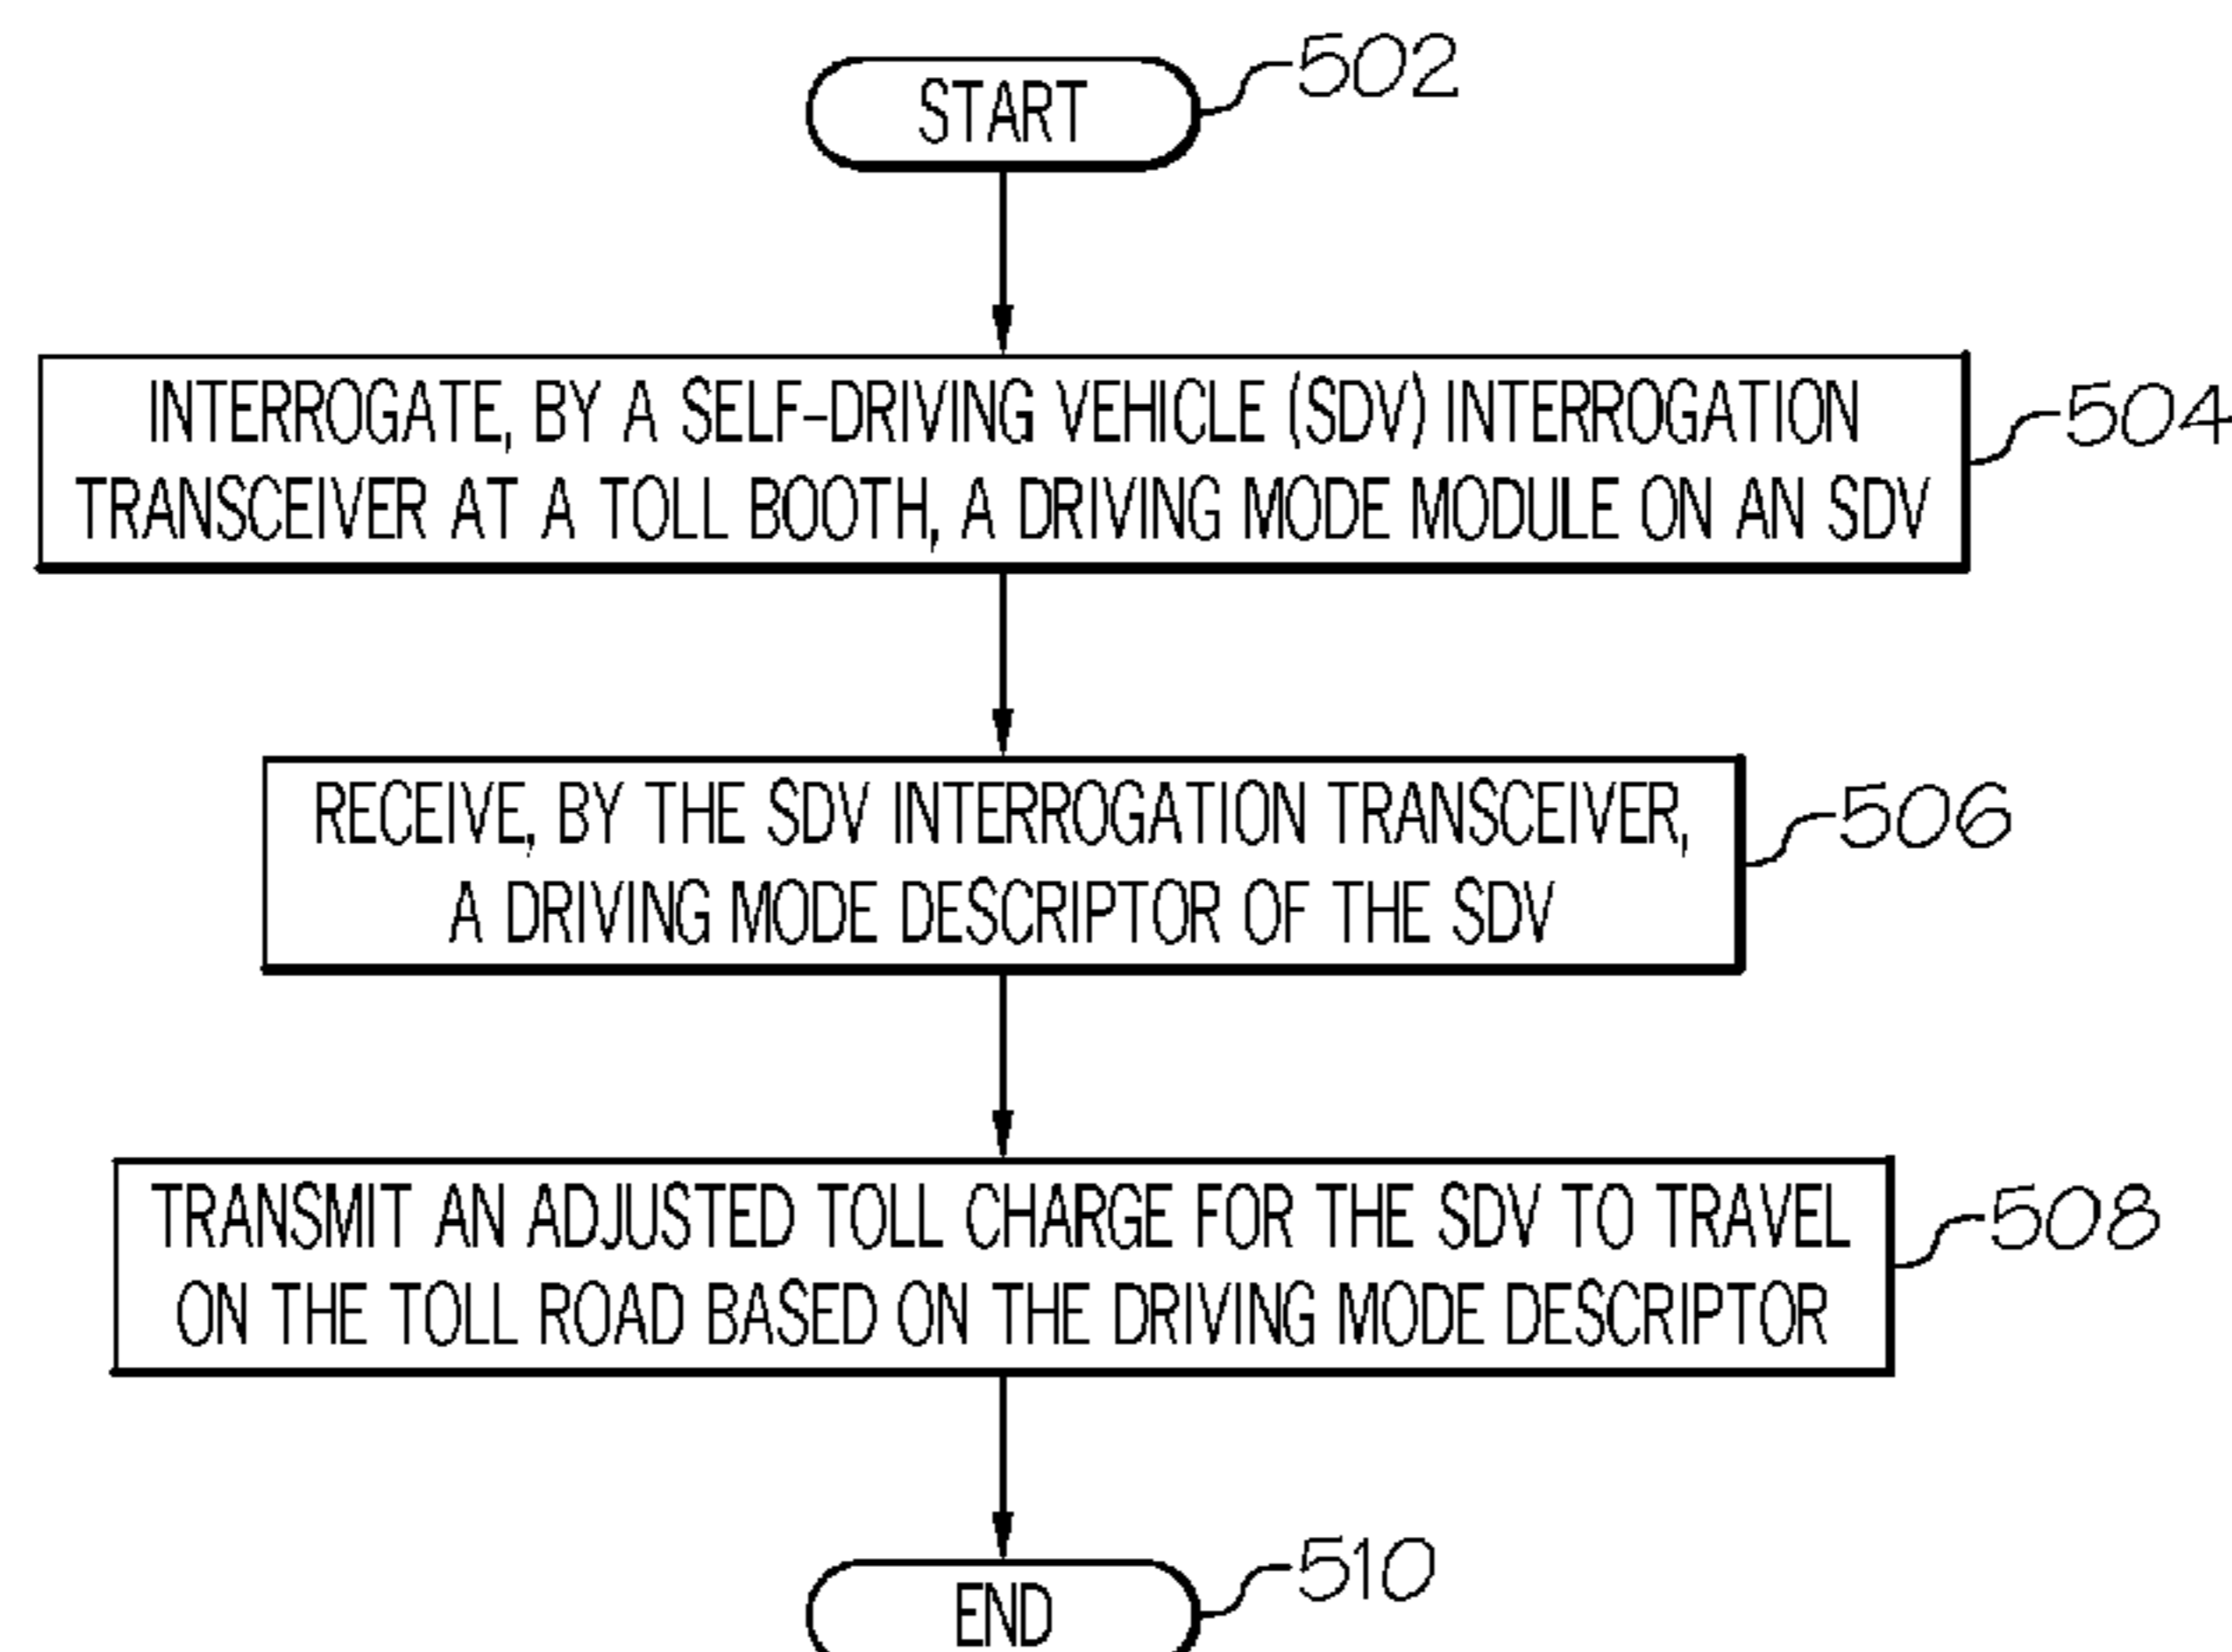 START
502
INTERROGATE, BY A SELF-DRIVING VEHICLE (SDV) INTERROGATION
TRANSCEIVER AT A TOLL BOOTH, A DRIVING MODE MODULE ON AN SDV
504
RECEIVE, BY THE SDV INTERROGATION TRANSCEIVER,
A DRIVING MODE DESCRIPTOR OF THE SDV
506
TRANSMIT AN ADJUSTED TOLL CHARGE FOR THE SDV TO TRAVEL
ON THE TOLL ROAD BASED ON THE DRIVING MODE DESCRIPTOR
508
END
510